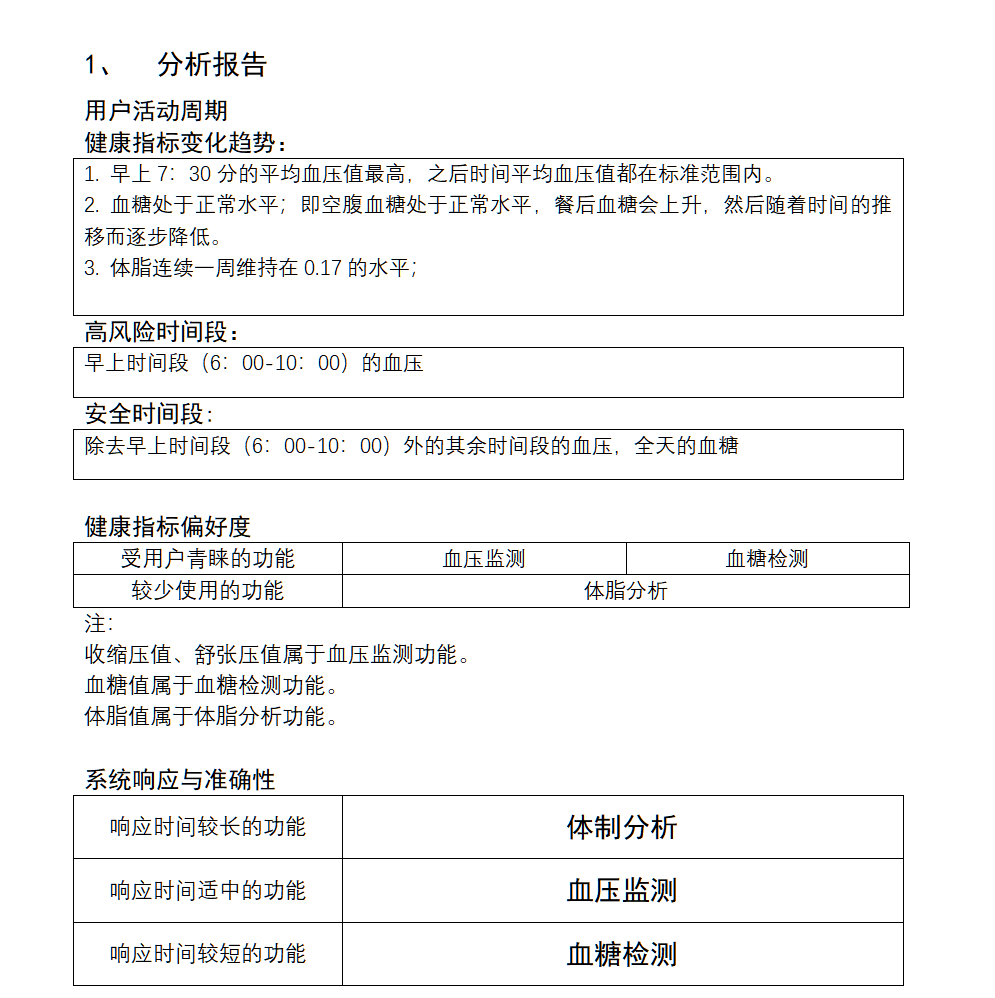 1、 分析报告
用户活动周期
健康指标变化趋势：
1. 早上 7：30 分的平均血压值最高，之后时间平均血压值都在标准范围内。
2. 血糖处于正常水平；即空腹血糖处于正常水平，餐后血糖会上升，然后随着时间的推
移而逐步降低。
3. 体脂连续一周维持在 0.17 的水平；
高风险时间段：
早上时间段（6：00-10：00）的血压
安全时间段：
除去早上时间段（6：00-10：00）外的其余时间段的血压，全天的血糖
健康指标偏好度
受用户青睐的功能 血压监测 血糖检测
较少使用的功能 体脂分析
注：
收缩压值、舒张压值属于血压监测功能。
血糖值属于血糖检测功能。
体脂值属于体脂分析功能。
系统响应与准确性
响应时间较长的功能 体制分析
响应时间适中的功能 血压监测
响应时间较短的功能 血糖检测